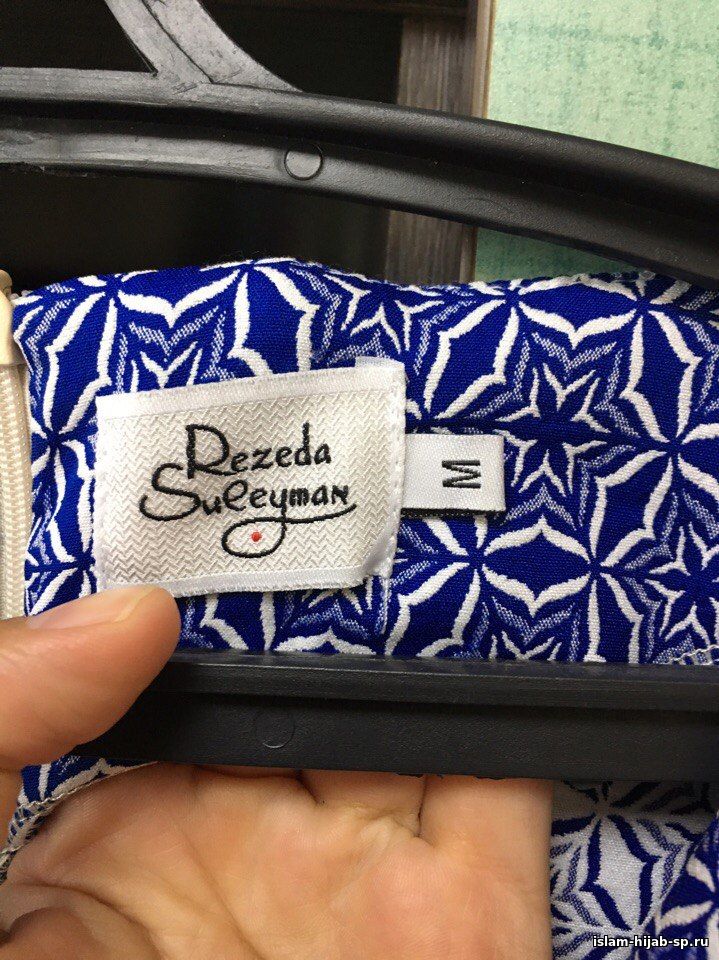 Rezeda
Suleyman
M
islam-hijab-sp.ru